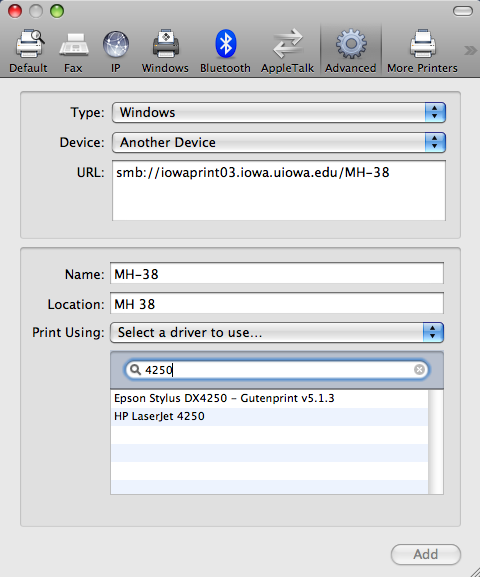 Default Fax IP Windows Bluetooth AppleTalk Advanced More Printers »
Type: Windows
Device: Another Device
URL: smb://iowaprint03.iowa.uiowa.edu/MH-38
Name: MH-38
Location: MH 38
Print Using: Select a driver to use...
4250
Epson Stylus DX4250 - Gutenprint v5.1.3
HP LaserJet 4250
Add